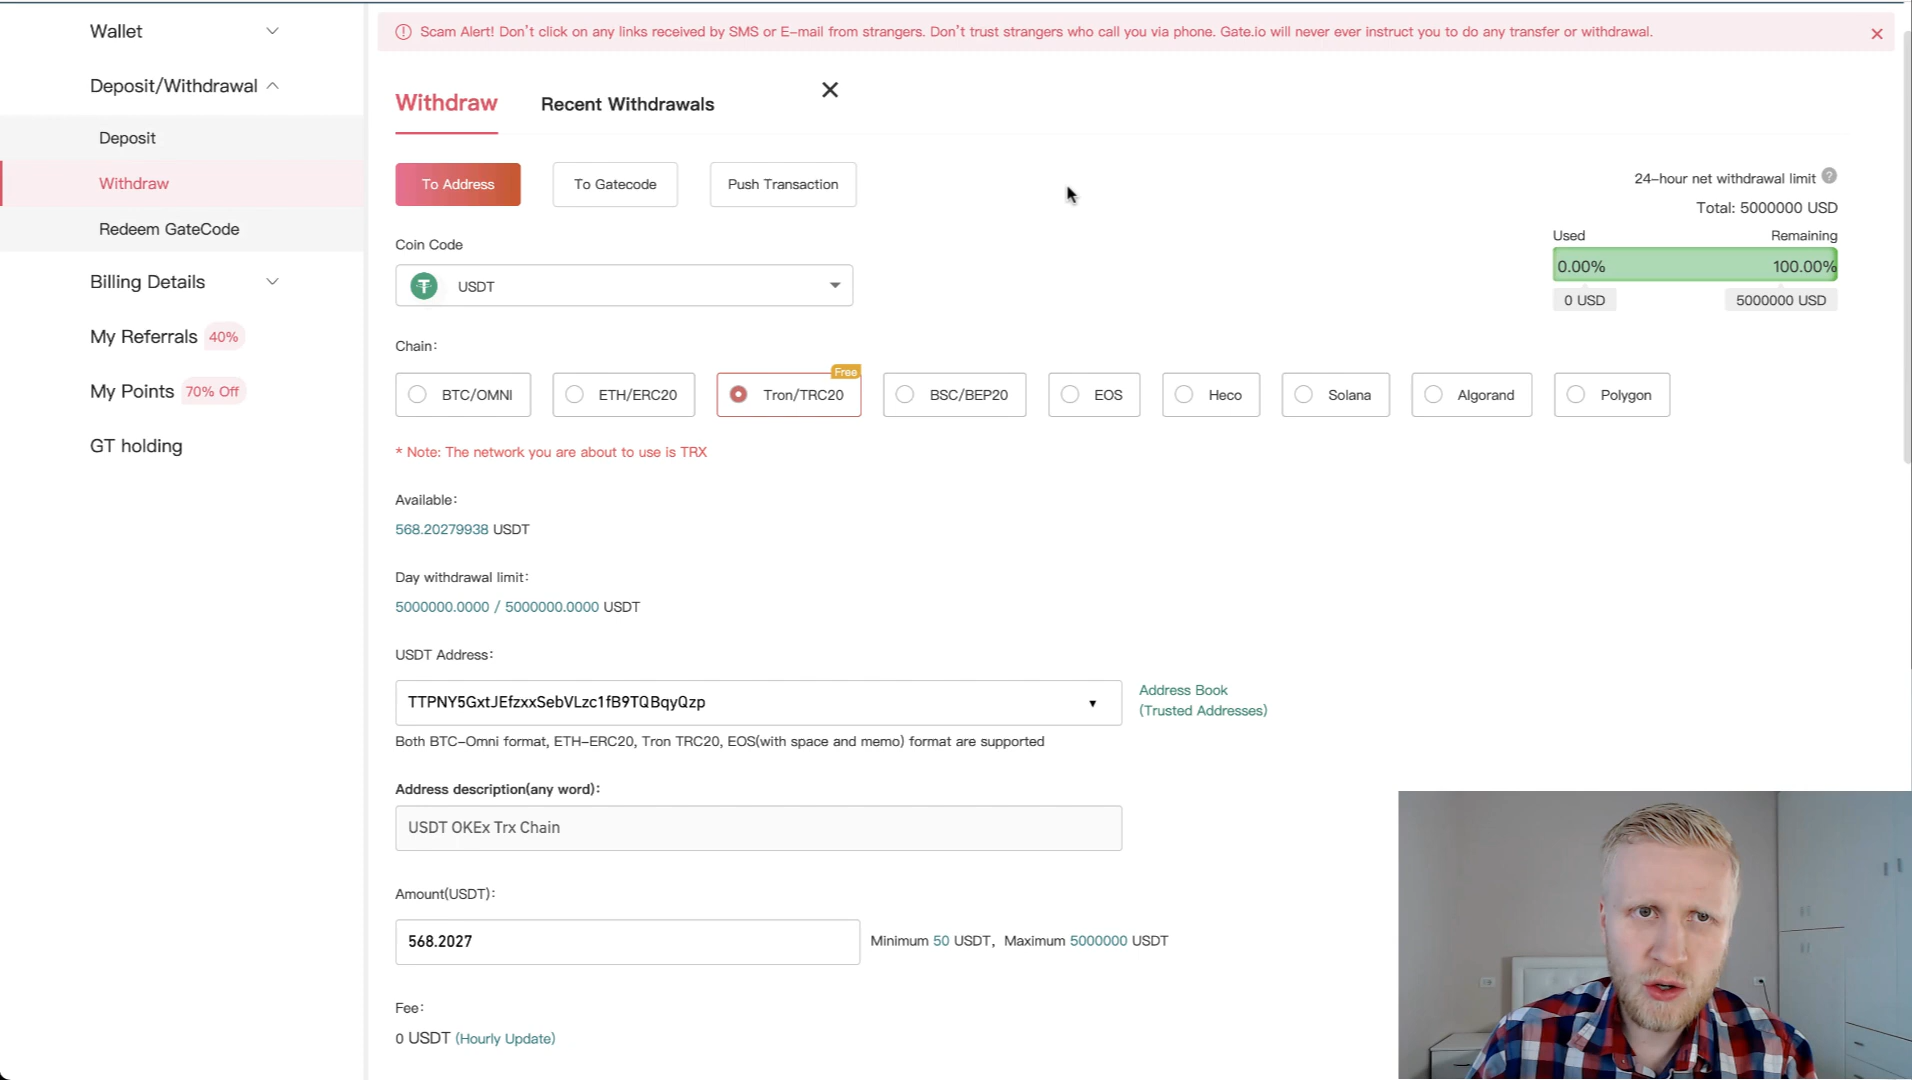 Wallet
Deposit/Withdrawal
Deposit
Withdraw
Redeem GateCode
Billing Details
My Referrals 40%
My Points 70% Off
GT holding
Scam Alert! Don't click on any links received by SMS or E-mail from strangers. Don't trust strangers who call you via phone. Gate.io will never ever instruct you to do any transfer or withdrawal.
Withdraw Recent Withdrawals
To Address To Gatecode Push Transaction
24-hour net withdrawal limit ?
Total: 5000000 USD
Used Remaining
0.00% 100.00%
0 USD 5000000 USD
Coin Code
USDT
Chain:
Free
BTC/OMNI ETH/ERC20 Tron/TRC20 BSC/BEP20 EOS Heco Solana Algorand Polygon
* Note: The network you are about to use is TRX
Available:
568.20279938 USDT
Day withdrawal limit:
5000000.0000 / 5000000.0000 USDT
USDT Address:
TTPNY5GxtJEfzxxSebVLzc1fB9TQBqyQzp
Address Book
(Trusted Addresses)
Both BTC-Omni format, ETH-ERC20, Tron TRC20, EOS(with space and memo) format are supported
Address description(any word):
USDT OKEx Trx Chain
Amount(USDT):
568.2027
Minimum 50 USDT, Maximum 5000000 USDT
Fee:
0 USDT (Hourly Update)